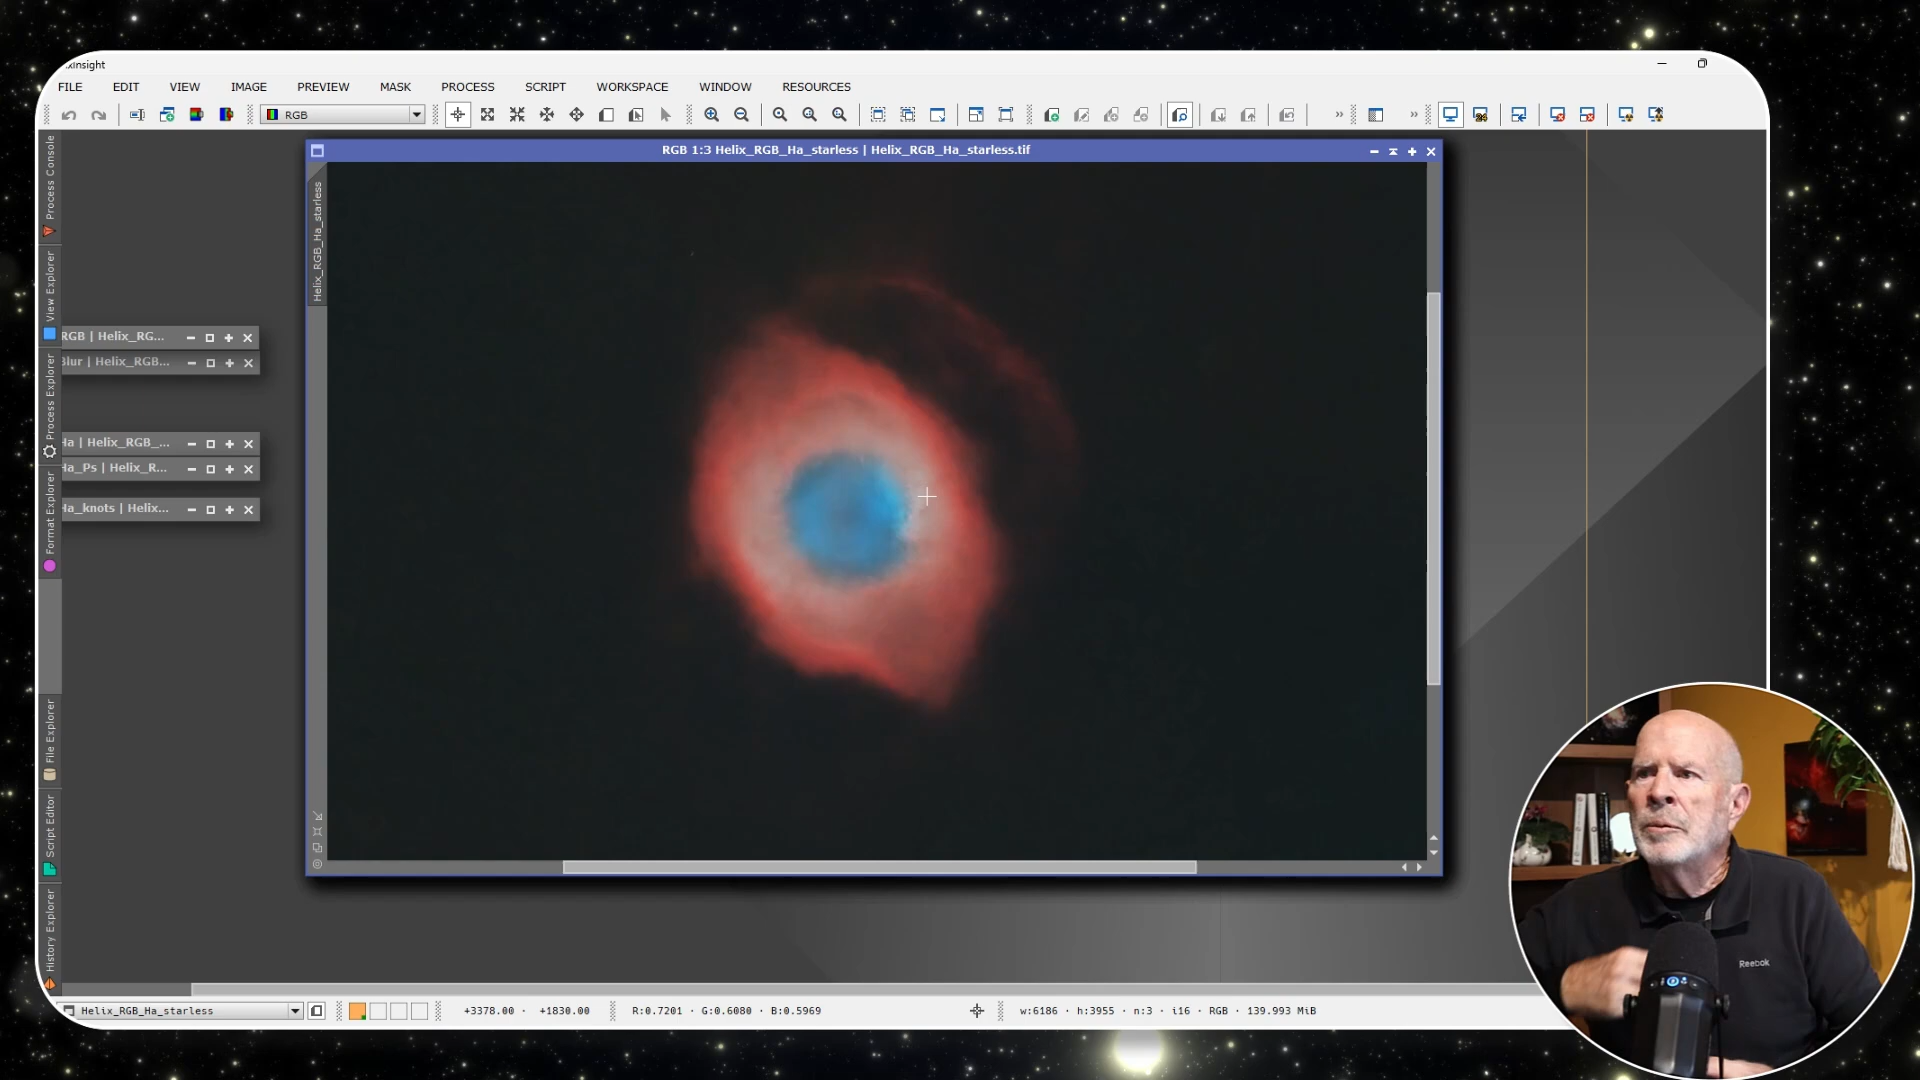 xInsight
FILE EDIT VIEW IMAGE PREVIEW MASK PROCESS SCRIPT WORKSPACE WINDOW RESOURCES
RGB
RGB 1:3 Helix_RGB_Ha_starless | Helix_RGB_Ha_starless.tif
Helix_RGB_Ha_starless
Process Console
View Explorer
Process Explorer
Format Explorer
File Explorer
Script Editor
History Explorer
RGB | Helix_RG...
Blur | Helix_RGB...
Ha | Helix_RGB_...
Ha_Ps | Helix_R...
Ha_knots | Helix...
Reebok
Helix_RGB_Ha_starless
+3378.00 · +1830.00
R:0.7201 · G:0.6080 · B:0.5969
w:6186 · h:3955 · n:3 · i16 · RGB · 139.993 MiB